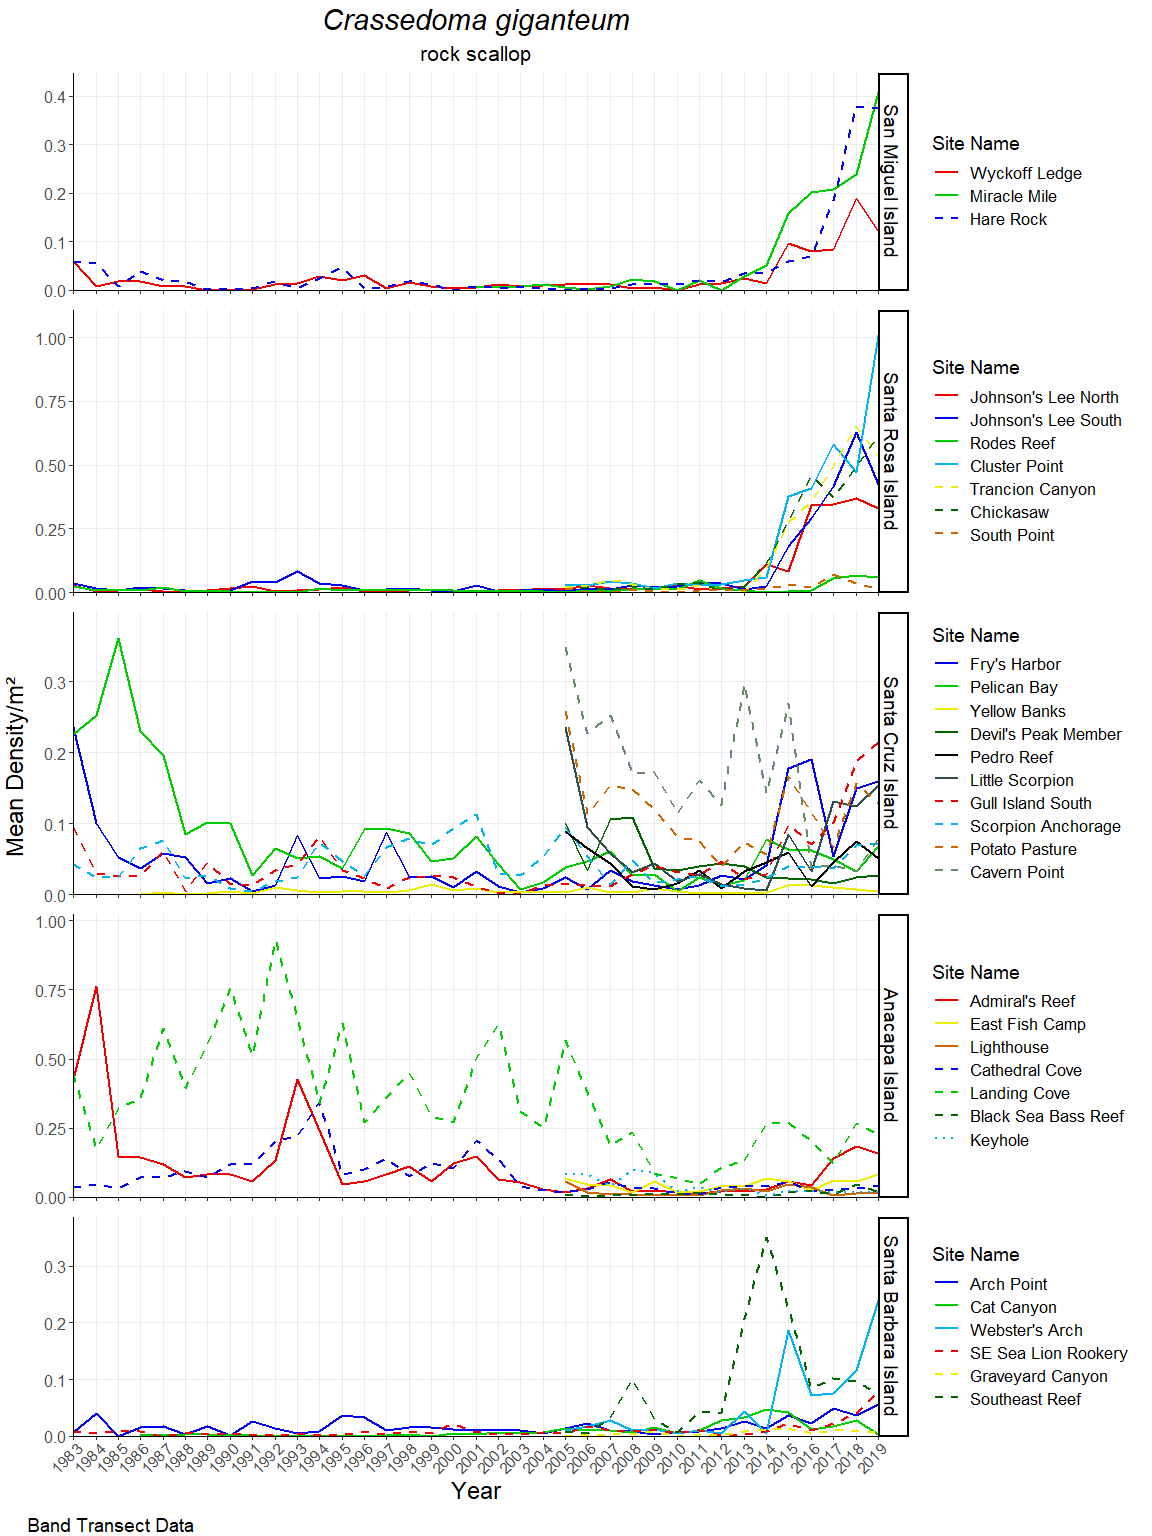 Crassedoma giganteum
rock scallop
Mean Density/m²
0.4
0.3
0.2
0.1
0.0
San Miguel Island
Site Name
Wyckoff Ledge
Miracle Mile
Hare Rock
1.00
0.75
0.50
0.25
0.00
Santa Rosa Island
Site Name
Johnson's Lee North
Johnson's Lee South
Rodes Reef
Cluster Point
Trancion Canyon
Chickasaw
South Point
0.3
0.2
0.1
0.0
Santa Cruz Island
Site Name
Fry's Harbor
Pelican Bay
Yellow Banks
Devil's Peak Member
Pedro Reef
Little Scorpion
Gull Island South
Scorpion Anchorage
Potato Pasture
Cavern Point
1.00
0.75
0.50
0.25
0.00
Anacapa Island
Site Name
Admiral's Reef
East Fish Camp
Lighthouse
Cathedral Cove
Landing Cove
Black Sea Bass Reef
Keyhole
0.3
0.2
0.1
0.0
Santa Barbara Island
Site Name
Arch Point
Cat Canyon
Webster's Arch
SE Sea Lion Rookery
Graveyard Canyon
Southeast Reef
1983 1984 1985 1986 1987 1988 1989 1990 1991 1992 1993 1994 1995 1996 1997 1998 1999 2000 2001 2002 2003 2004 2005 2006 2007 2008 2009 2010 2011 2012 2013 2014 2015 2016 2017 2018 2019
Year
Band Transect Data